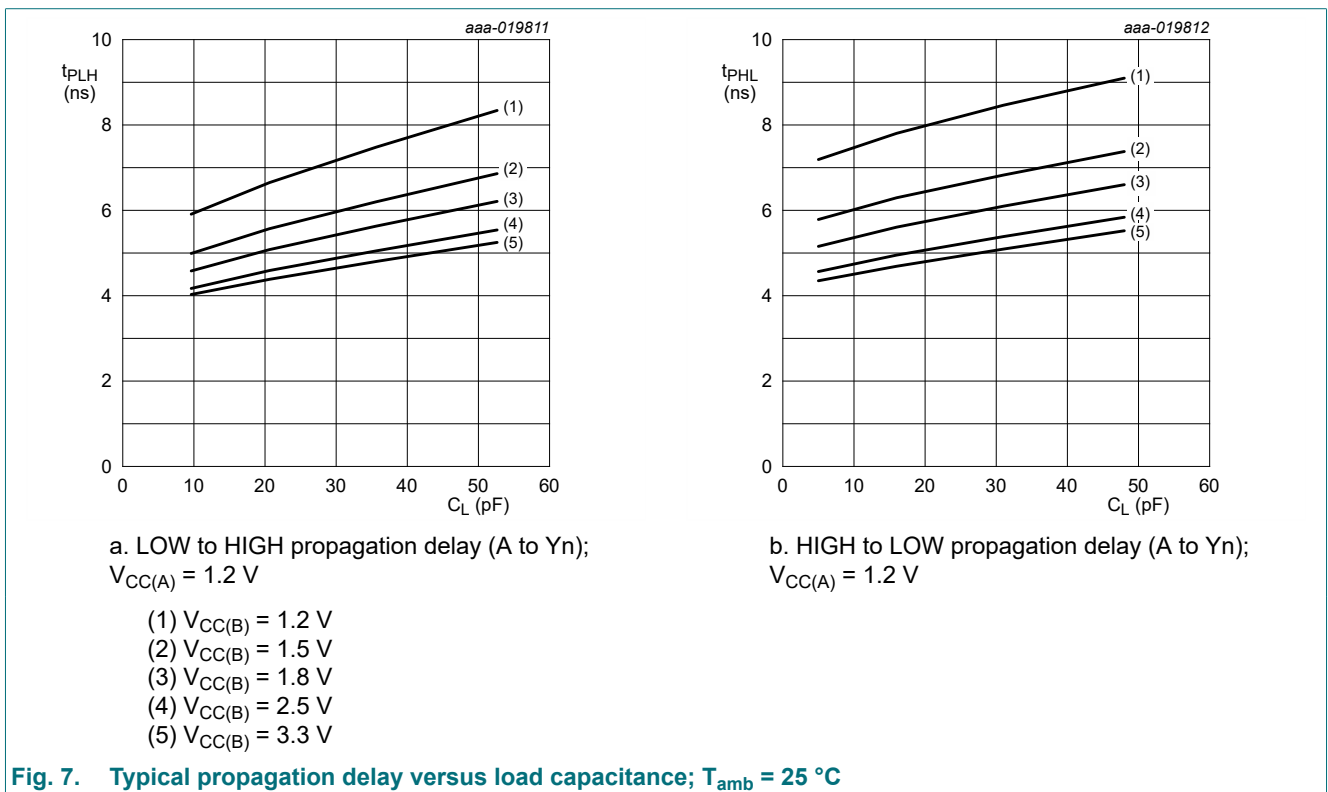 aaa-019811
10
tPLH
(ns)
8
6
4
2
0
0 10 20 30 40 50 60
CL (pF)
(1)
(2)
(3)
(4)
(5)
a. LOW to HIGH propagation delay (A to Yn);
VCC(A) = 1.2 V
(1) VCC(B) = 1.2 V
(2) VCC(B) = 1.5 V
(3) VCC(B) = 1.8 V
(4) VCC(B) = 2.5 V
(5) VCC(B) = 3.3 V
aaa-019812
10
tPHL
(ns)
8
6
4
2
0
0 10 20 30 40 50 60
CL (pF)
(1)
(2)
(3)
(4)
(5)
b. HIGH to LOW propagation delay (A to Yn);
VCC(A) = 1.2 V
Fig. 7. Typical propagation delay versus load capacitance; Tamb = 25 °C